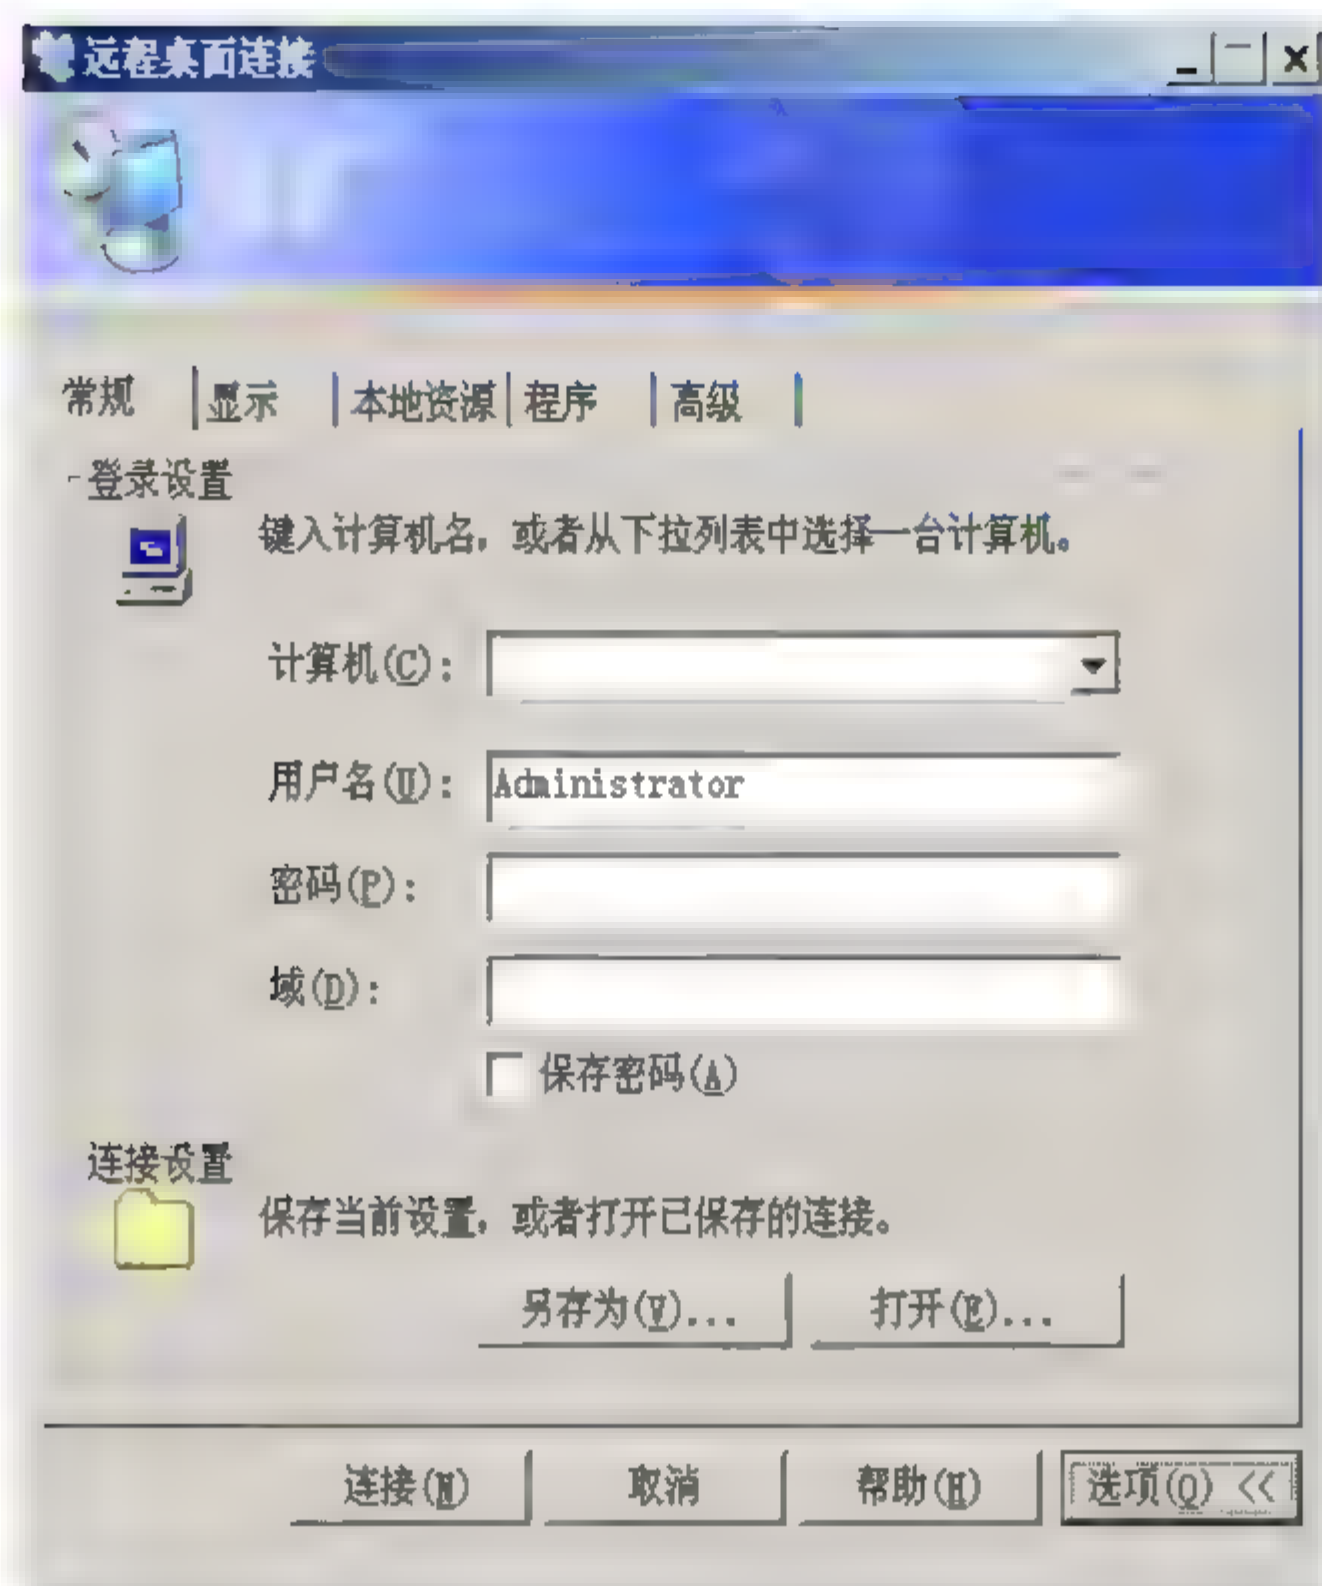 远程桌面连接
常规 显示 本地资源 程序 高级
登录设置
键入计算机名，或者从下拉列表中选择一台计算机。
计算机(C)：
用户名(U)： Administrator
密码(P)：
域(D)：
保存密码(A)
连接设置
保存当前设置，或者打开已保存的连接。
另存为(V)... 打开(E)...
连接(N) 取消 帮助(H) 选项(O) <<